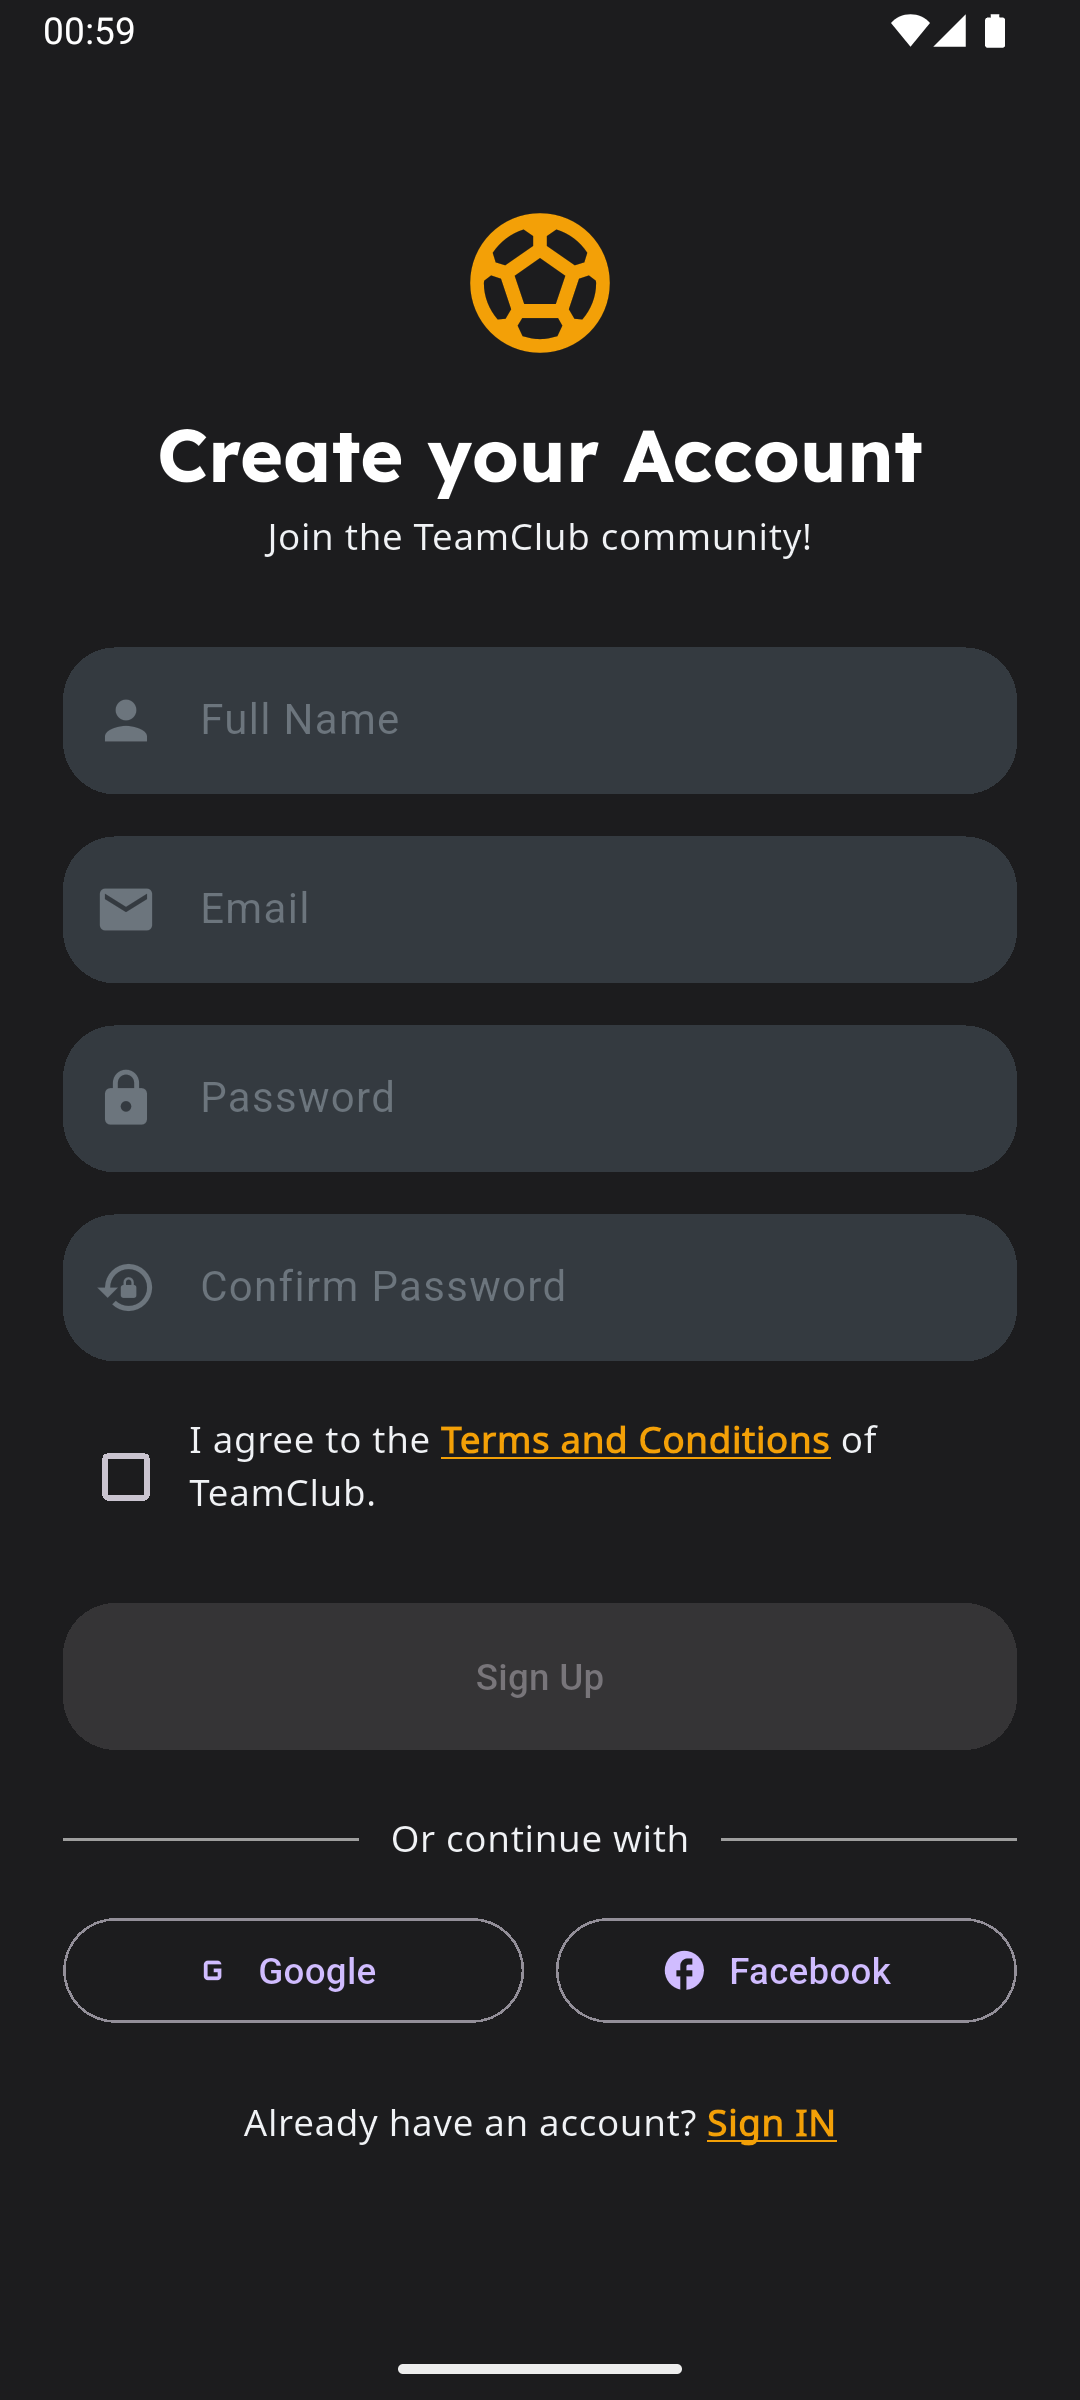 00:59
Create your Account
Join the TeamClub community!
Full Name
Email
Password
Confirm Password
I agree to the Terms and Conditions of
TeamClub.
Sign Up
Or continue with
G Google
Facebook
Already have an account? Sign IN